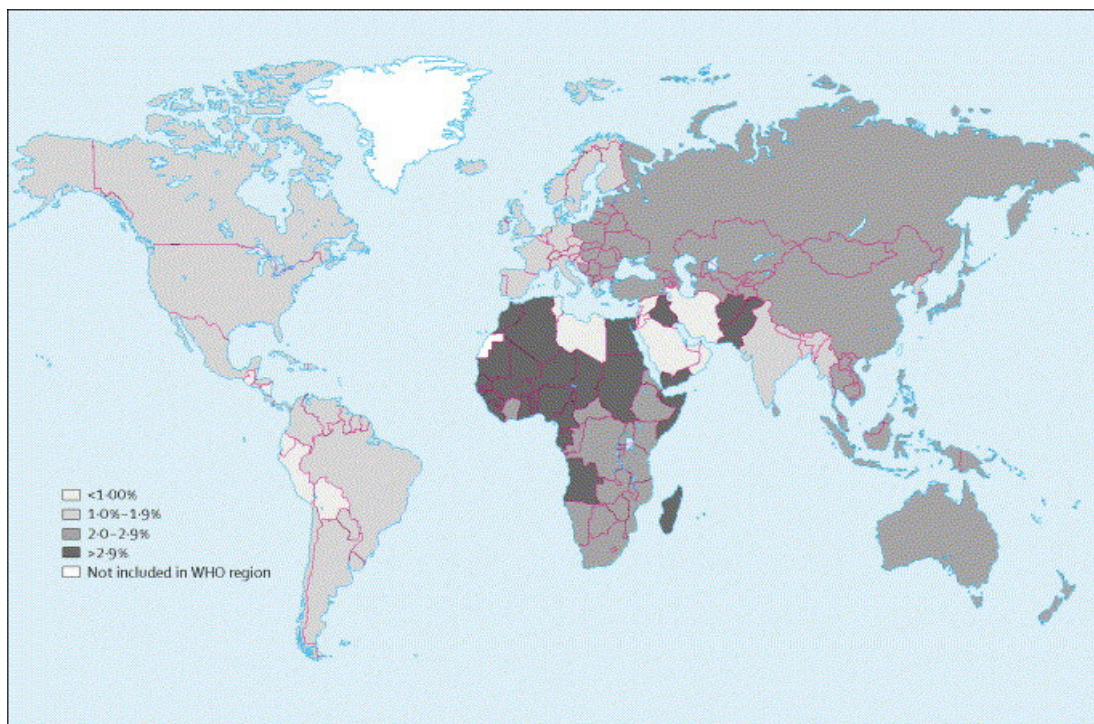 <1·00%
1·0%–1·9%
2·0–2·9%
>2·9%
Not included in WHO region